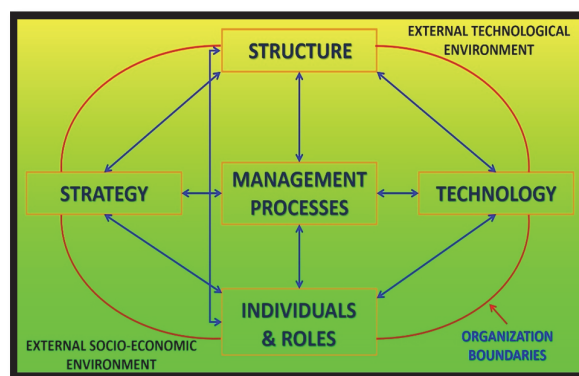 EXTERNAL TECHNOLOGICAL
ENVIRONMENT
STRUCTURE
STRATEGY
MANAGEMENT
PROCESSES
TECHNOLOGY
INDIVIDUALS
& ROLES
EXTERNAL SOCIO-ECONOMIC
ENVIRONMENT
ORGANIZATION
BOUNDARIES